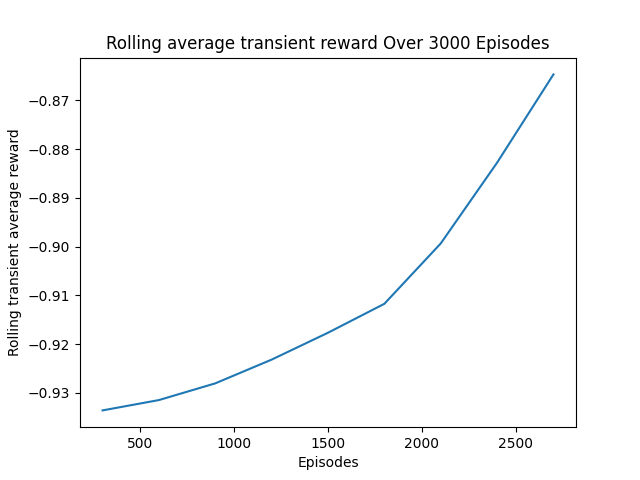 Rolling average transient reward Over 3000 Episodes
Rolling transient average reward
−0.87
−0.88
−0.89
−0.90
−0.91
−0.92
−0.93
500 1000 1500 2000 2500
Episodes